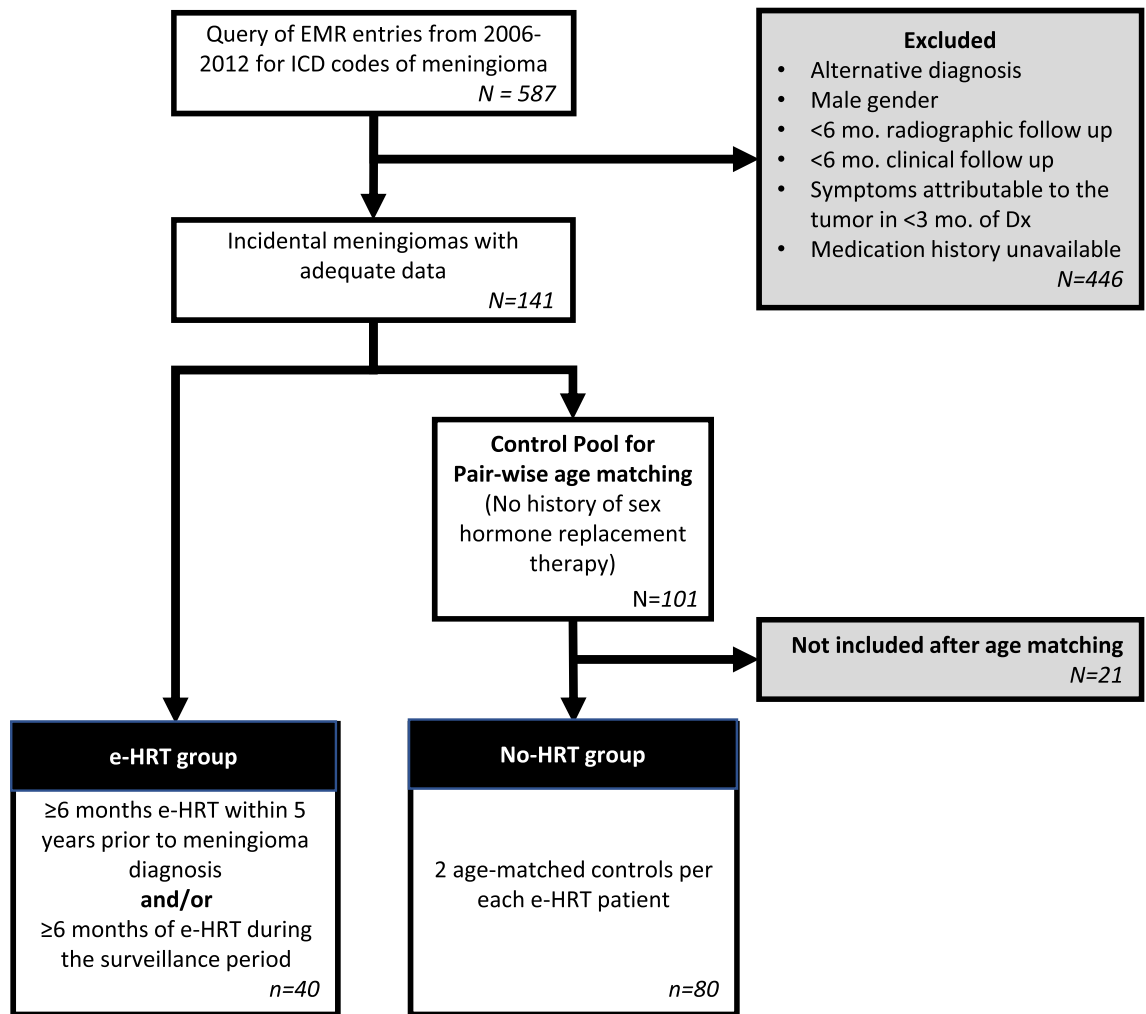 Query of EMR entries from 2006-
2012 for ICD codes of meningioma
N = 587
Excluded
• Alternative diagnosis
• Male gender
• <6 mo. radiographic follow up
• <6 mo. clinical follow up
• Symptoms attributable to the
tumor in <3 mo. of Dx
• Medication history unavailable
N=446
Incidental meningiomas with
adequate data
N=141
Control Pool for
Pair-wise age matching
(No history of sex
hormone replacement
therapy)
N=101
Not included after age matching
N=21
e-HRT group
≥6 months e-HRT within 5
years prior to meningioma
diagnosis
and/or
≥6 months of e-HRT during
the surveillance period
n=40
No-HRT group
2 age-matched controls per
each e-HRT patient
n=80